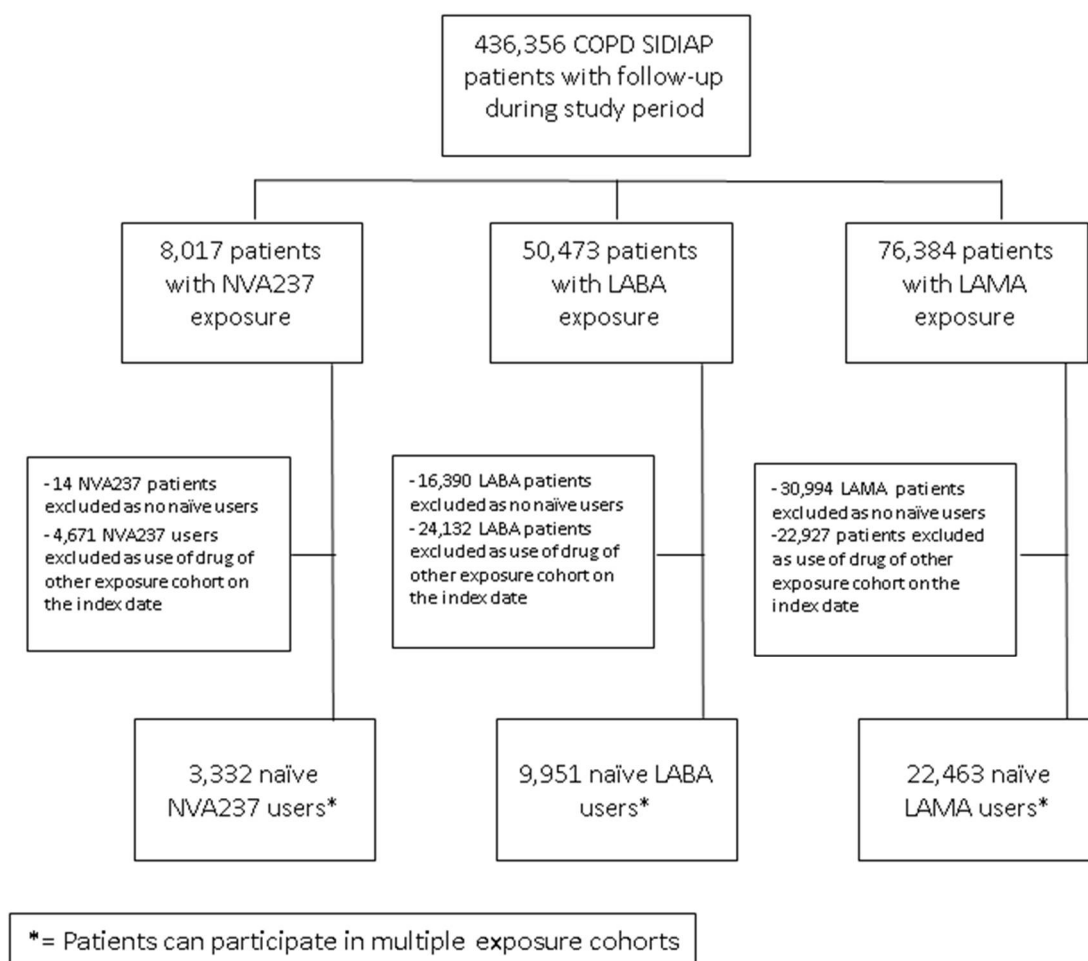 436,356 COPD SIDIAP
patients with follow-up
during study period
8,017 patients
with NVA237
exposure
50,473 patients
with LABA
exposure
76,384 patients
with LAMA
exposure
-14 NVA237 patients
excluded as no naïve users
-4,671 NVA237 users
excluded as use of drug of
other exposure cohort on
the index date
-16,390 LABA patients
excluded as no naïve users
-24,132 LABA patients
excluded as use of drug of
other exposure cohort on
the index date
-30,994 LAMA patients
excluded as no naïve users
-22,927 patients excluded
as use of drug of other
exposure cohort on the
index date
3,332 naïve
NVA237 users*
9,951 naïve LABA
users*
22,463 naïve
LAMA users*
*= Patients can participate in multiple exposure cohorts